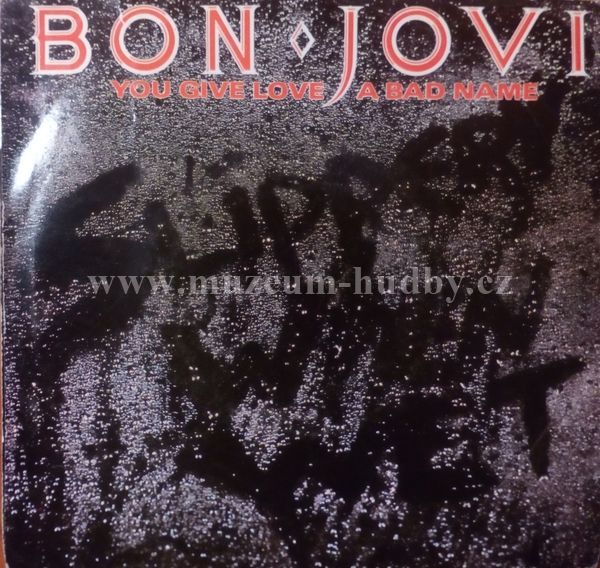 BON JOVI
YOU GIVE LOVE A BAD NAME
SLIPPERY
WHEN
WET
www.muzeum-hudby.cz